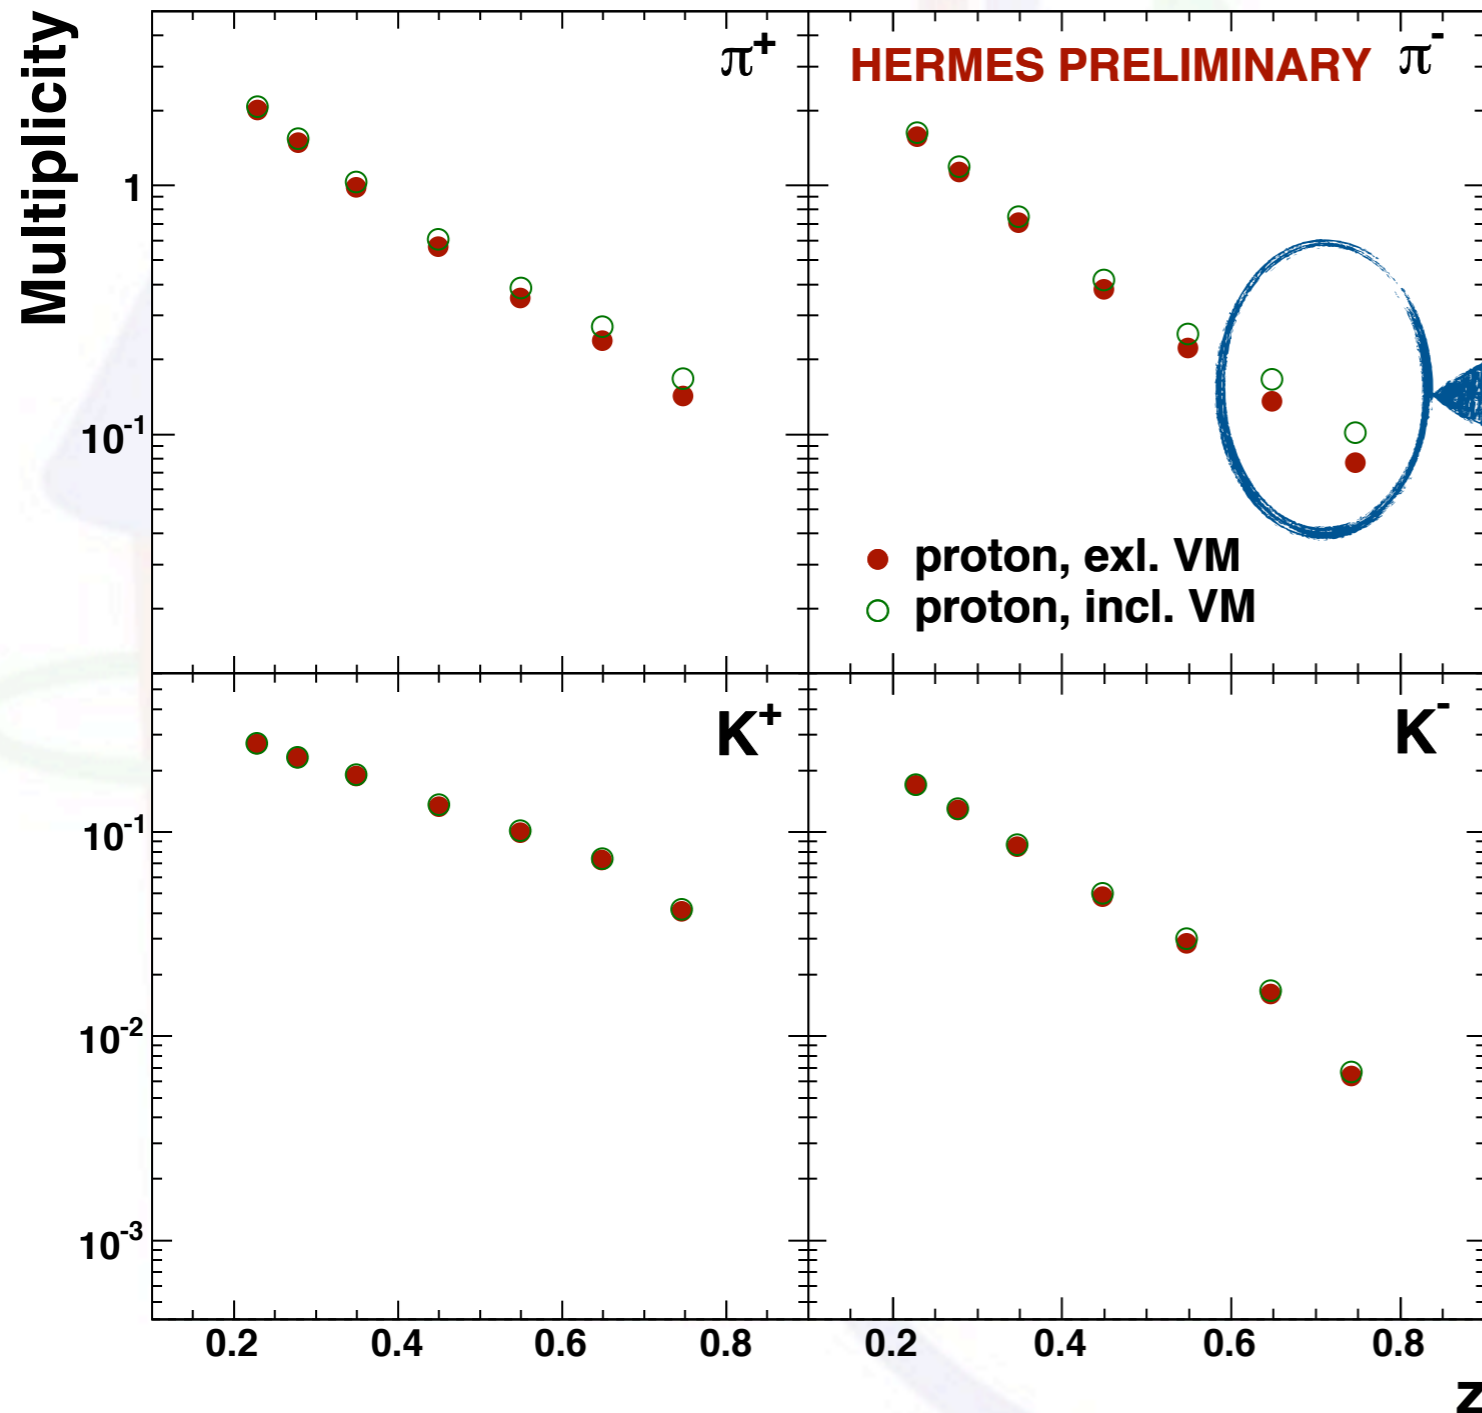 Multiplicity
π+
HERMES PRELIMINARY π-
1
10-1
proton, exl. VM
proton, incl. VM
K+
K-
10-1
10-2
10-3
0.2 0.4 0.6 0.8 0.2 0.4 0.6 0.8
z